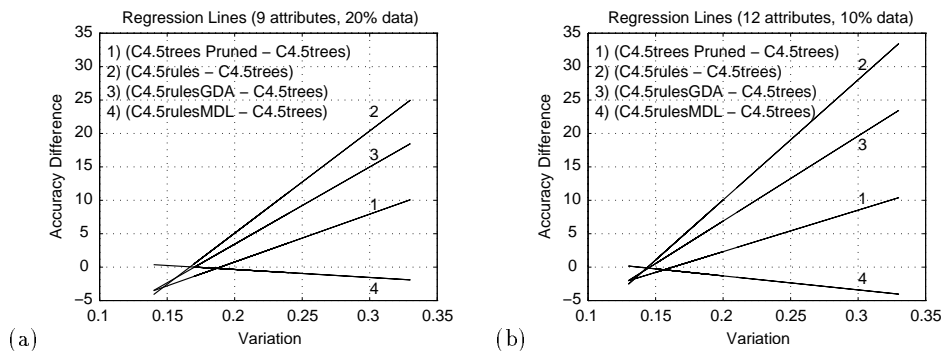 Regression Lines (9 attributes, 20% data)
35
30
25
20
15
10
5
0
−5
Accuracy Difference
1) (C4.5trees Pruned − C4.5trees)
2) (C4.5rules − C4.5trees)
3) (C4.5rulesGDA − C4.5trees)
4) (C4.5rulesMDL − C4.5trees)
2
3
1
4
0.1 0.15 0.2 0.25 0.3 0.35
Variation
(a)
Regression Lines (12 attributes, 10% data)
35
30
25
20
15
10
5
0
−5
Accuracy Difference
1) (C4.5trees Pruned − C4.5trees)
2) (C4.5rules − C4.5trees)
3) (C4.5rulesGDA − C4.5trees)
4) (C4.5rulesMDL − C4.5trees)
2
3
1
4
0.1 0.15 0.2 0.25 0.3 0.35
Variation
(b)